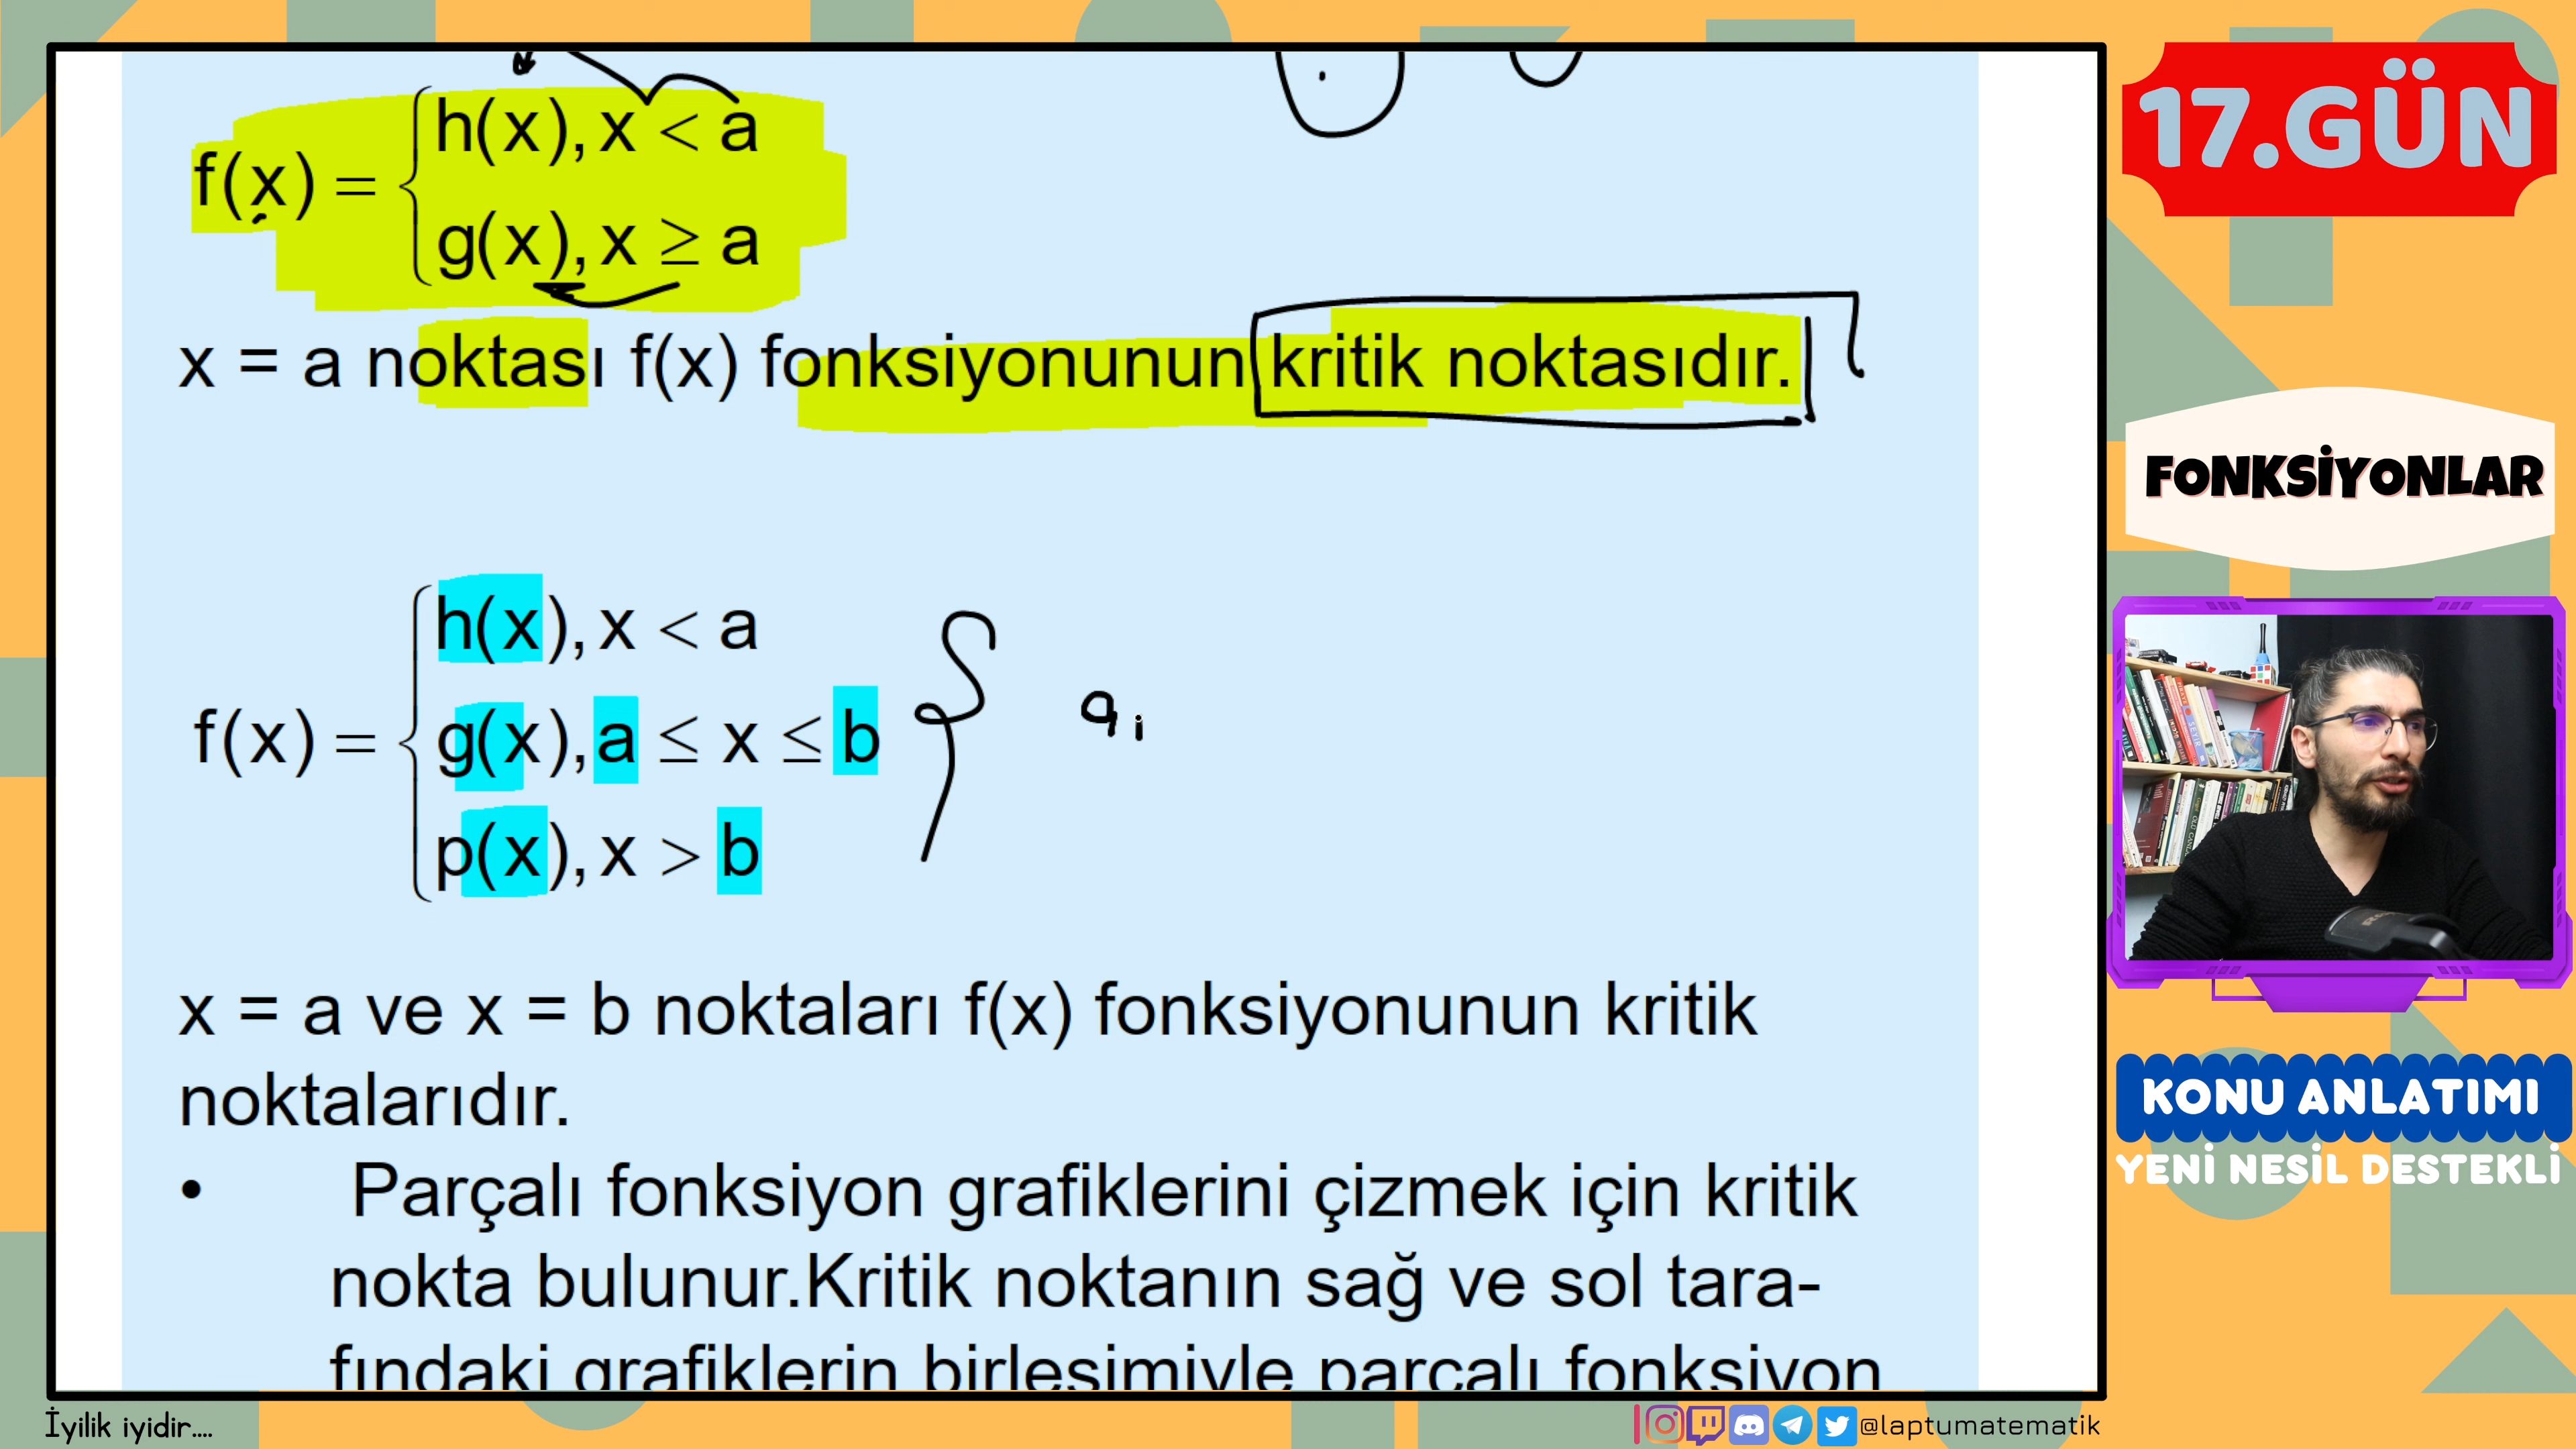 17.GÜN
f(x) = { h(x), x < a
g(x), x ≥ a
x = a noktası f(x) fonksiyonunun kritik noktasıdır.
FONKSİYONLAR
f(x) = { h(x), x < a
g(x), a ≤ x ≤ b
p(x), x > b
a,
x = a ve x = b noktaları f(x) fonksiyonunun kritik
noktalarıdır.
• Parçalı fonksiyon grafiklerini çizmek için kritik
nokta bulunur.Kritik noktanın sağ ve sol tara-
fındaki grafiklerin birleşimiyle parçalı fonksiyon
KONU ANLATIMI
YENİ NESİL DESTEKLİ
İyilik iyidir....
@laptumatematik